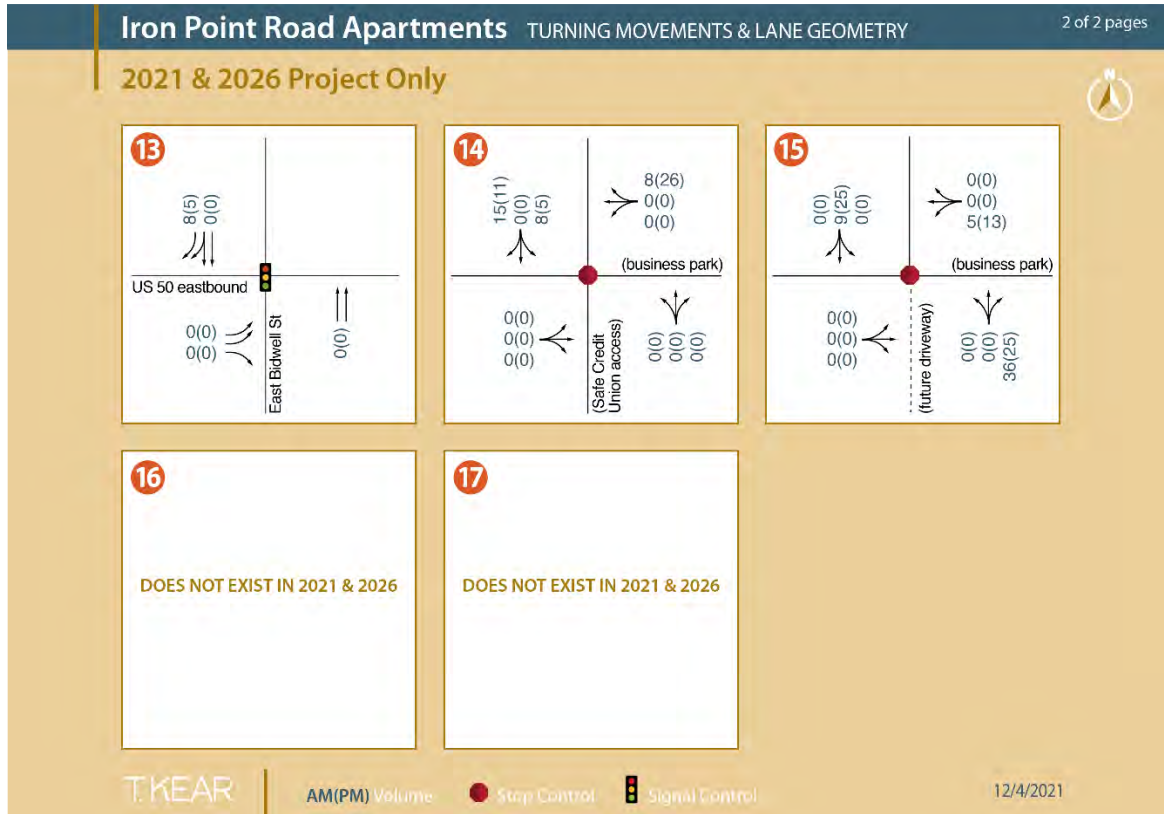 Iron Point Road Apartments TURNING MOVEMENTS & LANE GEOMETRY
2 of 2 pages
2021 & 2026 Project Only
N
13
8(5)
0(0)
US 50 eastbound
0(0)
0(0)
East Bidwell St
0(0)
14
15(11)
0(0)
8(5)
8(26)
0(0)
0(0)
(business park)
0(0)
0(0)
0(0)
(Safe Credit
Union access)
0(0)
0(0)
0(0)
15
0(0)
9(25)
0(0)
0(0)
0(0)
5(13)
(business park)
0(0)
0(0)
0(0)
(future driveway)
0(0)
0(0)
36(25)
16
DOES NOT EXIST IN 2021 & 2026
17
DOES NOT EXIST IN 2021 & 2026
T.KEAR
AM(PM) Volume
Stop Control
Signal Control
12/4/2021